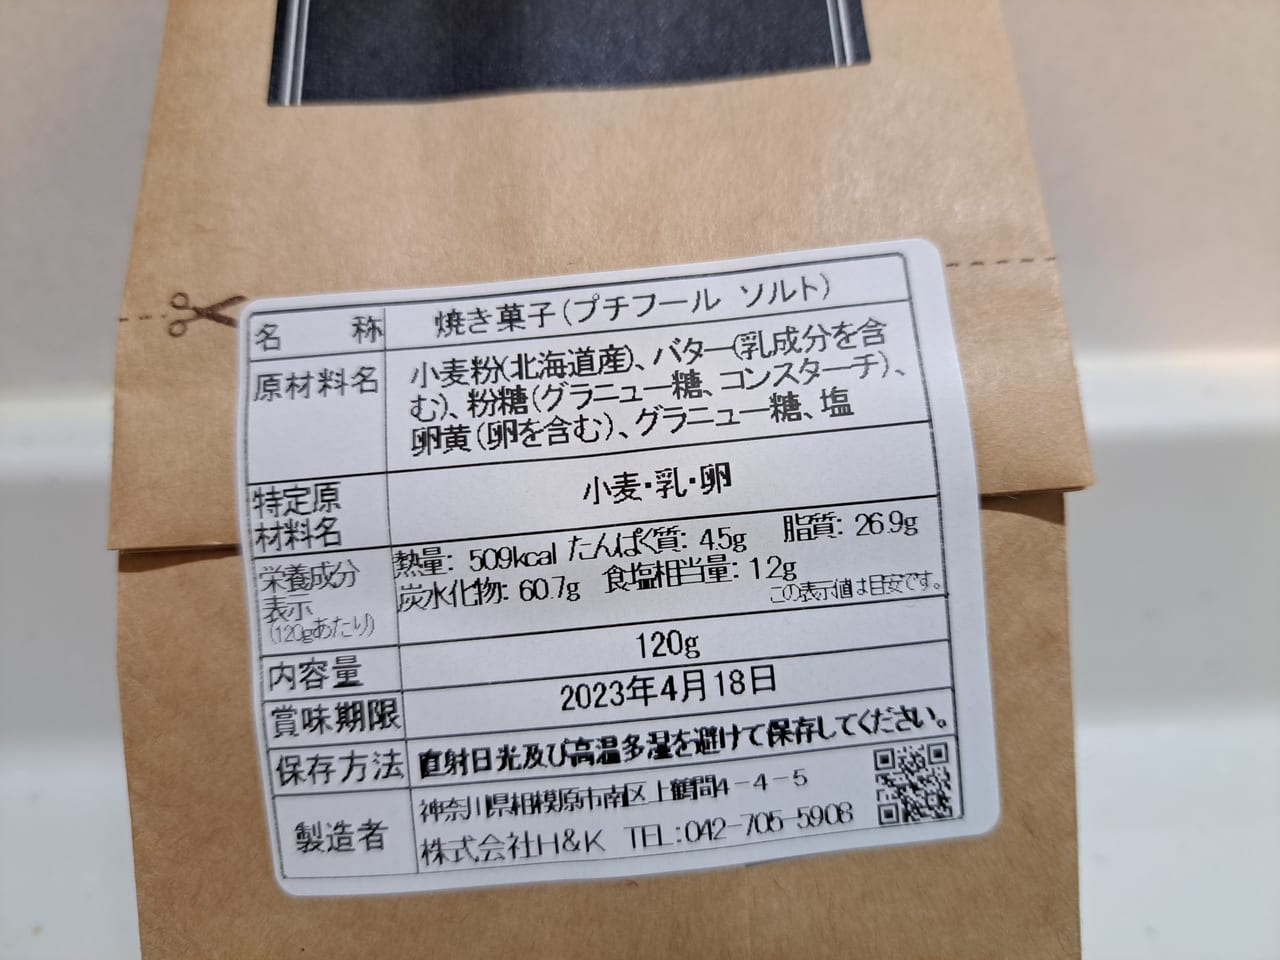 名 称 焼き菓子(プチフール ソルト)
原材料名 小麦粉(北海道産)、バター(乳成分を含
む)、粉糖(グラニュー糖、コンスターチ)、
卵黄(卵を含む)、グラニュー糖、塩
特定原
材料名
小麦・乳・卵
栄養成分
表示
(120gあたり)
熱量: 509kcal たんぱく質: 4.5g 脂質: 26.9g
炭水化物: 60.7g 食塩相当量: 1.2g
この表示値は目安です。
内容量 120g
賞味期限 2023年4月18日
保存方法 直射日光及び高温多湿を避けて保存してください。
製造者 神奈川県相模原市南区上鶴間4-4-5
株式会社H&K TEL:042-705-5908